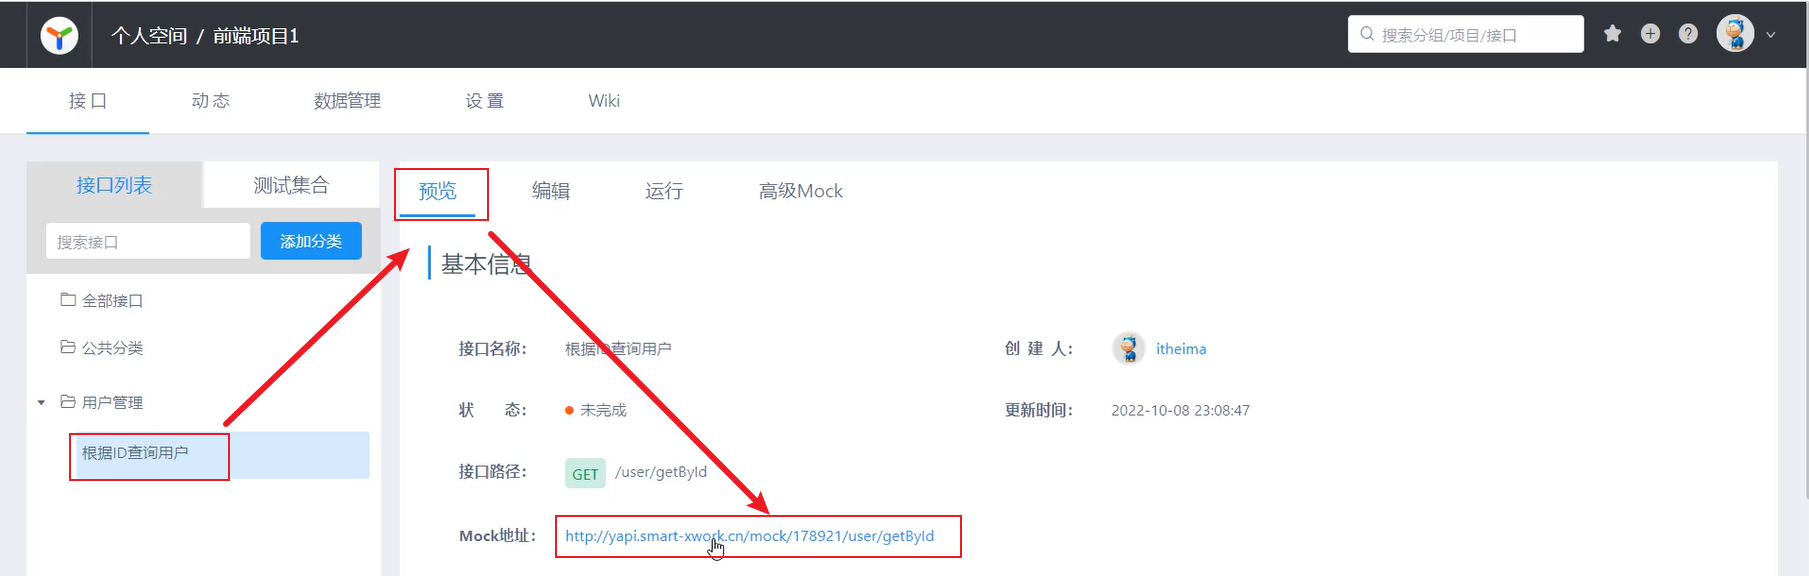 个人空间 / 前端项目1
搜索分组/项目/接口
接口 动态 数据管理 设置 Wiki
接口列表 测试集合
搜索接口 添加分类
全部接口
公共分类
用户管理
根据ID查询用户
预览 编辑 运行 高级Mock
基本信息
接口名称: 根据ID查询用户 创建人: itheima
状态: 未完成 更新时间: 2022-10-08 23:08:47
接口路径: GET /user/getById
Mock地址: http://yapi.smart-xwork.cn/mock/178921/user/getById